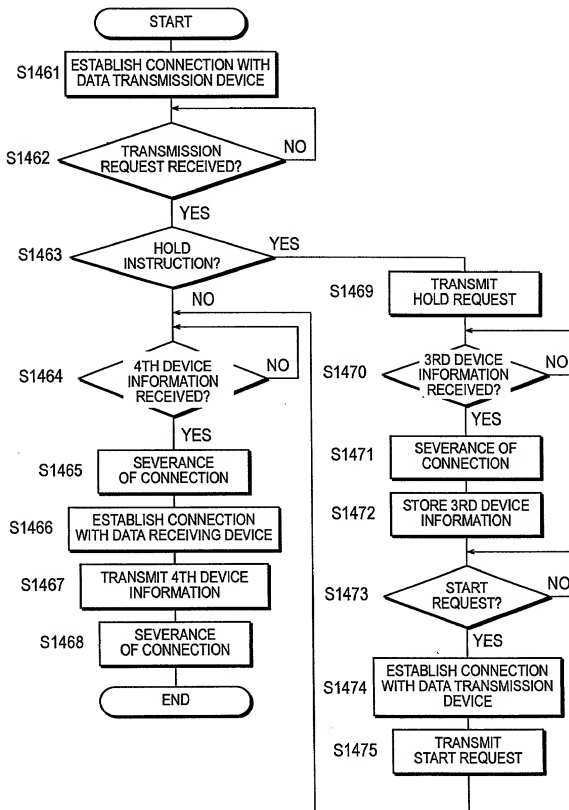 START
S1461
ESTABLISH CONNECTION WITH
DATA TRANSMISSION DEVICE
S1462
TRANSMISSION
REQUEST RECEIVED?
NO
YES
S1463
HOLD
INSTRUCTION?
YES
NO
S1464
4TH DEVICE
INFORMATION
RECEIVED?
NO
YES
S1465
SEVERANCE
OF CONNECTION
S1466
ESTABLISH CONNECTION
WITH DATA RECEIVING DEVICE
S1467
TRANSMIT 4TH DEVICE
INFORMATION
S1468
SEVERANCE
OF CONNECTION
END
S1469
TRANSMIT
HOLD REQUEST
S1470
3RD DEVICE
INFORMATION
RECEIVED?
NO
YES
S1471
SEVERANCE OF
CONNECTION
S1472
STORE 3RD DEVICE
INFORMATION
S1473
START
REQUEST?
NO
YES
S1474
ESTABLISH CONNECTION
WITH DATA TRANSMISSION
DEVICE
S1475
TRANSMIT
START REQUEST